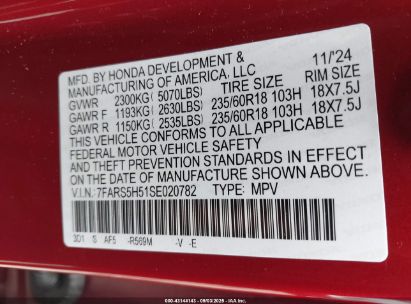 MFD. BY HONDA DEVELOPMENT & 11/'24
MANUFACTURING OF AMERICA, LLC
GVWR 2300KG( 5070LBS) TIRE SIZE RIM SIZE
GAWR F 1193KG( 2630LBS) 235/60R18 103H 18X7.5J
GAWR R 1150KG( 2535LBS) 235/60R18 103H 18X7.5J
THIS VEHICLE CONFORMS TO ALL APPLICABLE
FEDERAL MOTOR VEHICLE SAFETY
AND THEFT PREVENTION STANDARDS IN EFFECT ON
THE DATE OF MANUFACTURE SHOWN ABOVE.
V.I.N.: 7FARS5H51SE020782 TYPE: MPV
3D1 S AF5 -R569M -V -E